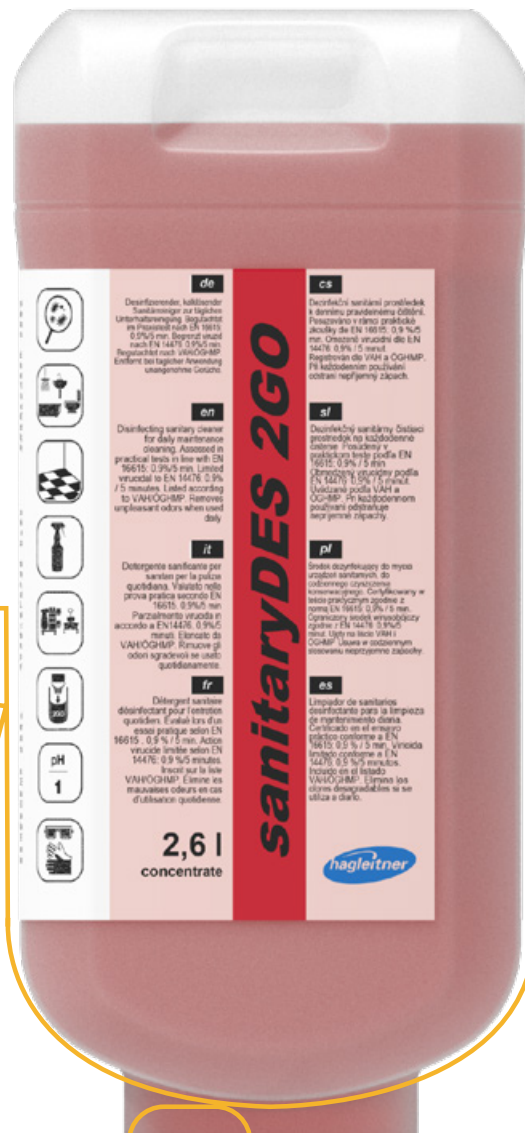 de
Desinfizierender, kalklösender
Sanitärreiniger zur täglichen
Unterhaltsreinigung. Begutachtet
im Praxistest nach EN 16615:
0,9%/5 min. Begrenzt viruzid
nach EN 14476: 0,9%/5 min.
Begutachtet nach VAH/ÖGHMP.
Entfernt bei täglicher Anwendung
unangenehme Gerüche.
en
Disinfecting sanitary cleaner
for daily maintenance
cleaning. Assessed in
practical tests in line with EN
16615: 0.9%/5 min. Limited
virucidal to EN 14476: 0.9%
/ 5 minutes. Listed according
to VAH/ÖGHMP. Removes
unpleasant odors when used
daily.
it
Detergente sanificante per
sanitari per la pulizia
quotidiana. Valutato nelle
prova pratica secondo EN
16615: 0,9%/5 min
Parzialmente virucida in
accordo a EN14476: 0,9%/5
minuti. Elencato da
VAH/ÖGHMP. Rimuove gli
odori sgradevoli se usato
quotidianamente.
fr
Détergent sanitaire
désinfectant pour l'entretien
quotidien. Évalué lors d'un
essai pratique selon EN
16615 : 0,9 % / 5 min. Action
virucide limitée selon EN
14476: 0,9 %/5 minutes.
Inscrit sur la liste
VAH/ÖGHMP. Élimine les
mauvaises odeurs en cas
d'utilisation quotidienne.
2,6 l
concentrate
sanitaryDES 2GO
cs
Dezinfekční sanitární prostředek
k dennímu pravidelnému čištění.
Posuzováno v rámci praktické
zkoušky dle EN 16615: 0,9 %/5
min. Omezeně virucidní dle EN
14476: 0,9% / 5 minut.
Registrován dle VAH a ÖGHMP.
Při každodenním používání
odstraní nepříjemný zápach.
sl
Dezinfekčný sanitárny čistiaci
prostriedok na každodenné
čistenie. Posúdený v
praktickom teste podľa EN
16615: 0,9% / 5 min.
Obmedzený virucídny podľa
EN 14476: 0,9% / 5 minút.
Uvádzané podľa VAH a
ÖGHMP. Pri každodennom
používaní odstraňuje
nepríjemné zápachy.
pl
Środek dezynfekujący do mycia
urządzeń sanitarnych, do
codziennego czyszczenia
konserwacyjnego. Certyfikowany w
teście praktycznym zgodnie z
normą EN 16615: 0,9% / 5 min.
Ograniczony środek wirusobójczy
zgodnie z EN 14476: 0,9% / 5
minut. Ujęty na liście VAH i
ÖGHMP. Usuwa w codziennym
stosowaniu nieprzyjemne zapachy.
es
Limpiador de sanitarios
desinfectante para la limpieza
de mantenimiento diaria.
Certificado en el ensayo
práctico conforme a EN
16615: 0,9 % / 5 min. Viricida
limitado conforme a EN
14476: 0,9 %/5 minutos.
Incluido en el listado
VAH/ÖGHMP. Elimina los
olores desagradables si se
utiliza a diario.
hagleitner
2GO
pH
1